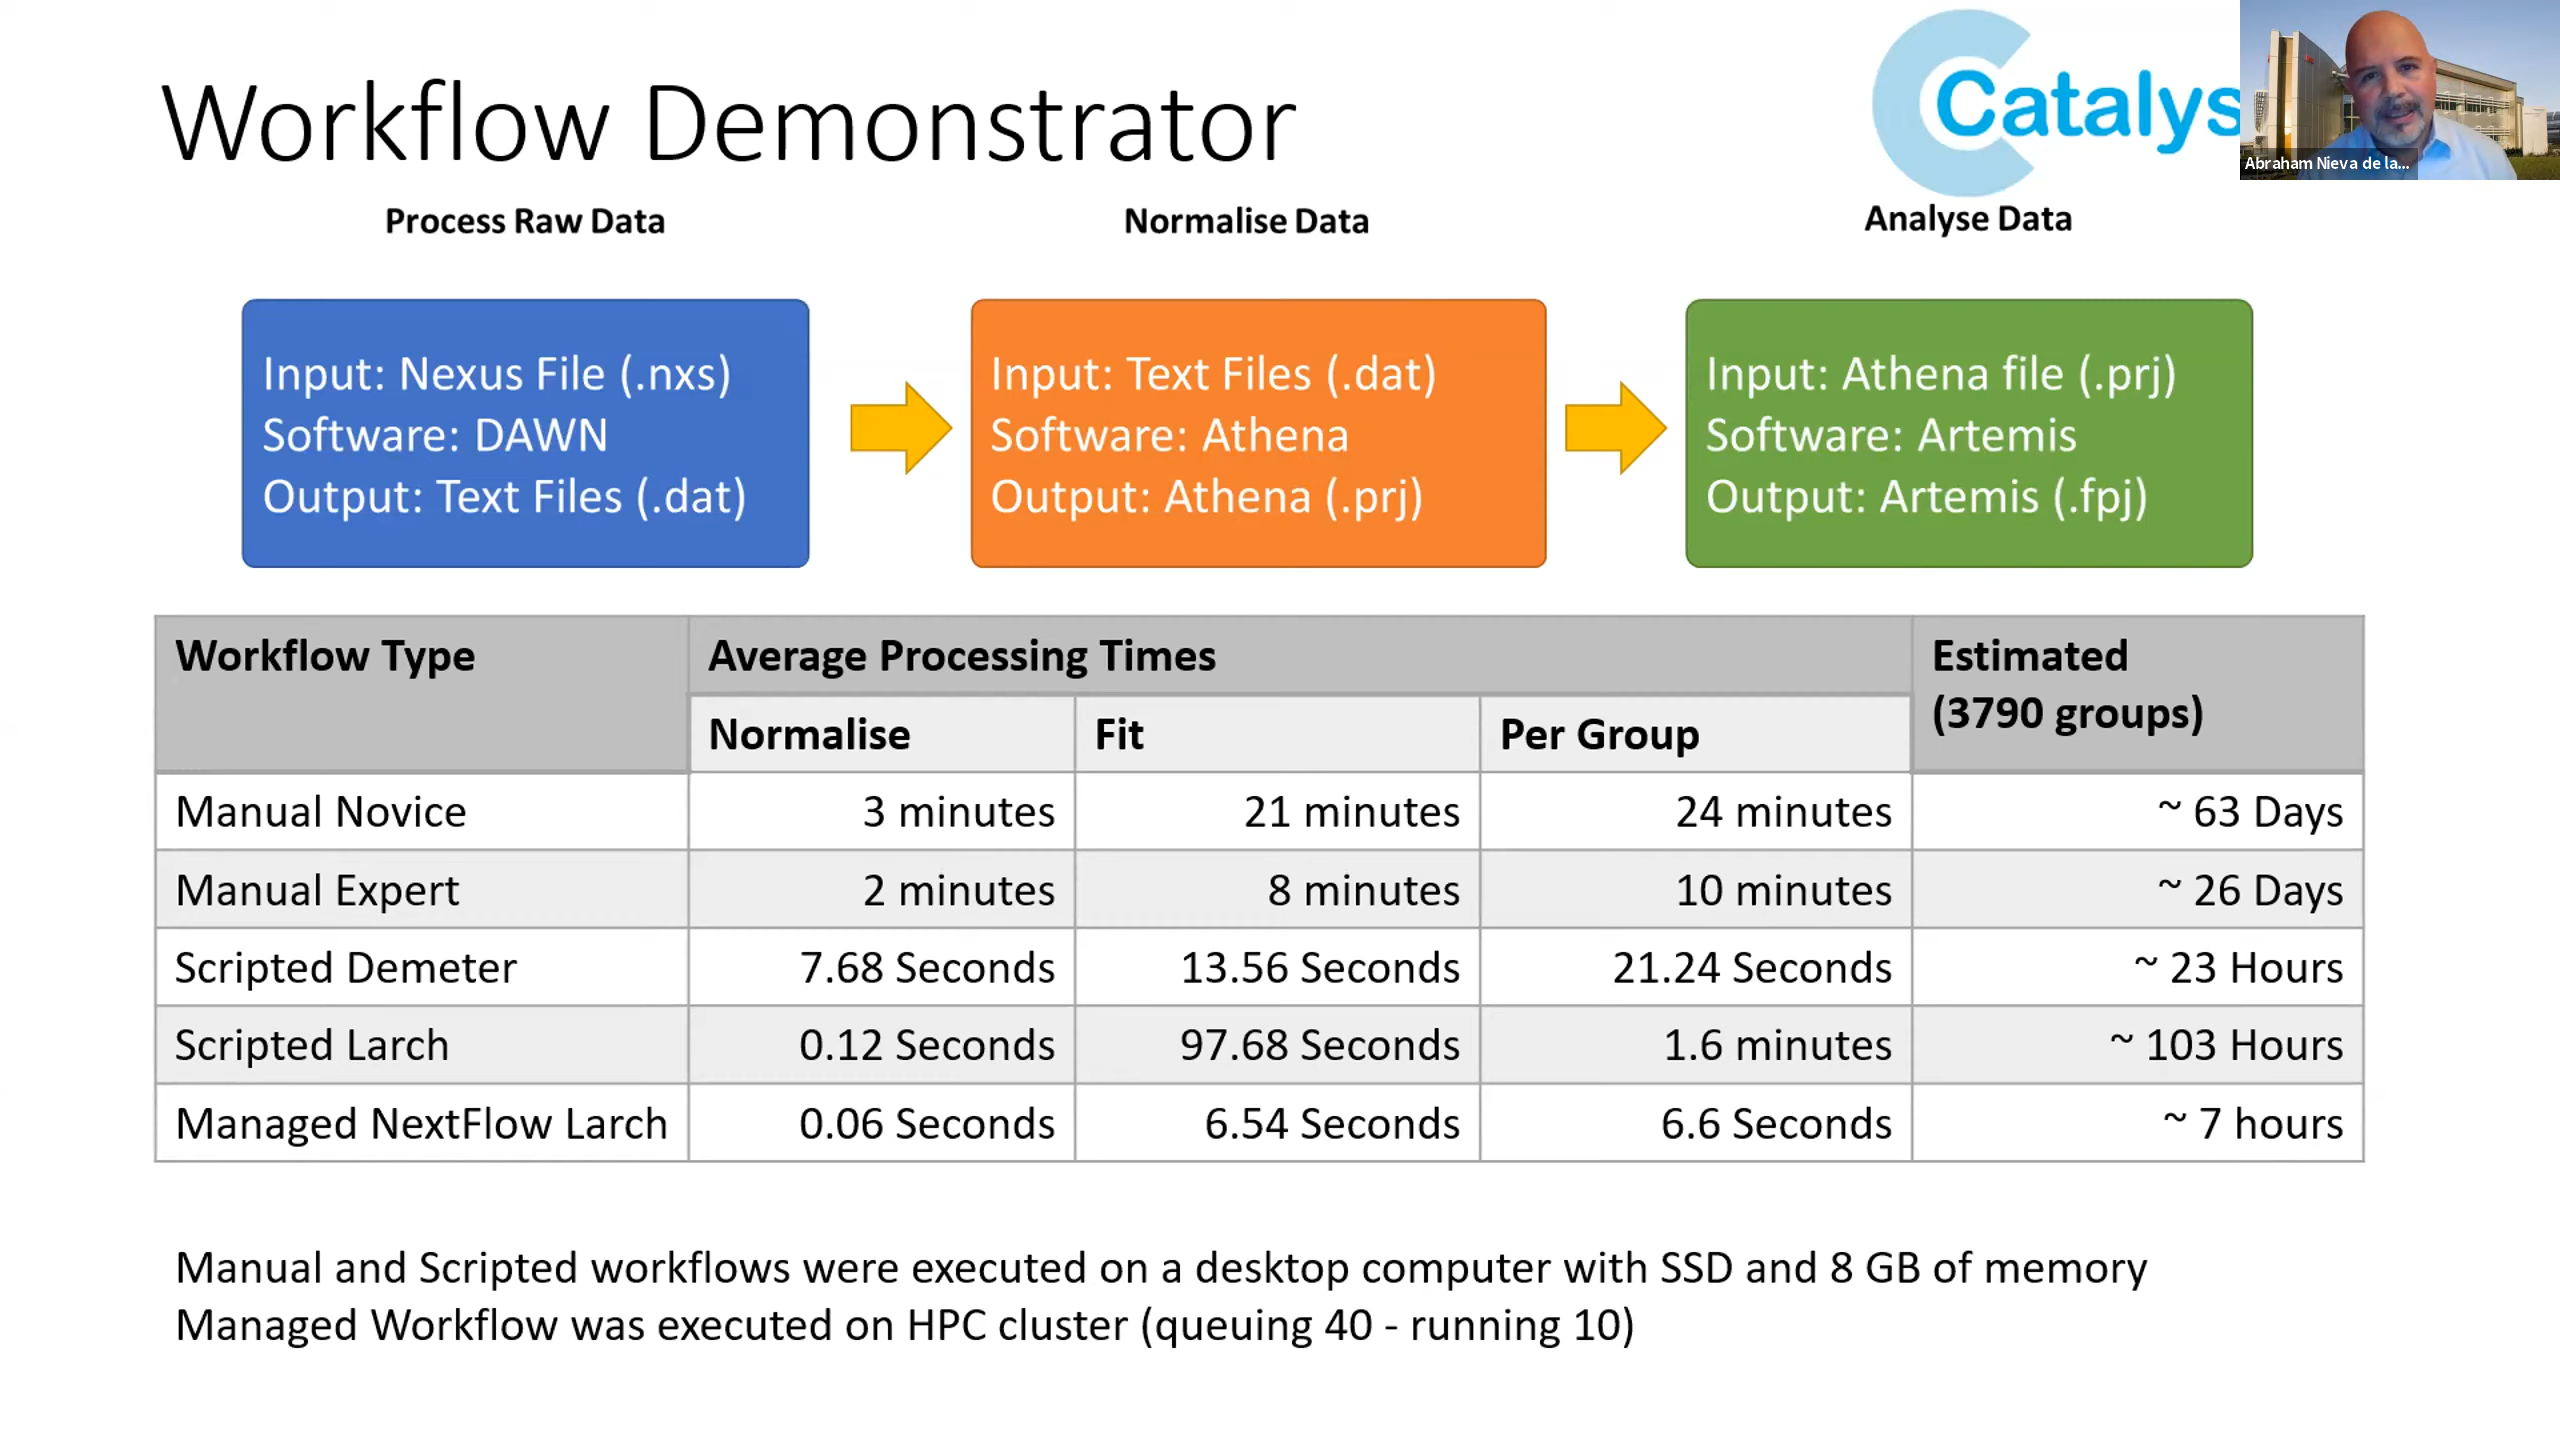 Workflow Demonstrator
Catalys
Abraham Nieva de la...
Process Raw Data
Normalise Data
Analyse Data
Input: Nexus File (.nxs)
Software: DAWN
Output: Text Files (.dat)
Input: Text Files (.dat)
Software: Athena
Output: Athena (.prj)
Input: Athena file (.prj)
Software: Artemis
Output: Artemis (.fpj)
Workflow Type
Average Processing Times
Estimated
(3790 groups)
Normalise
Fit
Per Group
Manual Novice
3 minutes
21 minutes
24 minutes
~ 63 Days
Manual Expert
2 minutes
8 minutes
10 minutes
~ 26 Days
Scripted Demeter
7.68 Seconds
13.56 Seconds
21.24 Seconds
~ 23 Hours
Scripted Larch
0.12 Seconds
97.68 Seconds
1.6 minutes
~ 103 Hours
Managed NextFlow Larch
0.06 Seconds
6.54 Seconds
6.6 Seconds
~ 7 hours
Manual and Scripted workflows were executed on a desktop computer with SSD and 8 GB of memory
Managed Workflow was executed on HPC cluster (queuing 40 - running 10)